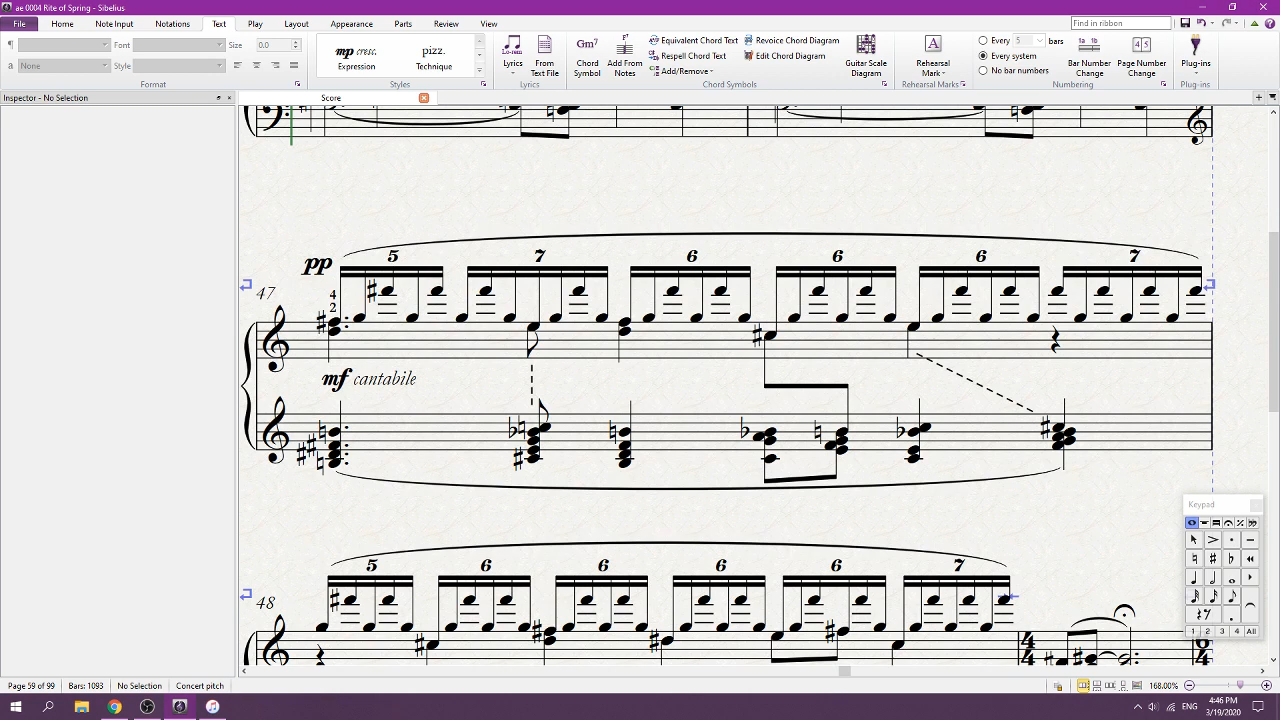 ae 0004 Rite of Spring - Sibelius
File Home Note Input Notations Text Play Layout Appearance Parts Review View
Find in ribbon
Font Size 0.0
None Style
Format
mp cresc.
Expression
pizz.
Technique
Styles
Lo-rem
Lyrics
From
Text File
Lyrics
Gm7
Chord
Symbol
Add From
Notes
Equivalent Chord Text
Respell Chord Text
Add/Remove
Revoice Chord Diagram
Edit Chord Diagram
Guitar Scale
Diagram
Chord Symbols
A
Rehearsal
Mark
Rehearsal Marks
Every 5 bars
Every system
No bar numbers
Bar Number
Change
Page Number
Change
Numbering
Plug-ins
Plug-ins
Inspector - No Selection
Score
pp 5 7 6 6 6 7
47
4
2
mf cantabile
Keypad
1 2 3 4 All
5 6 6 6 6 7
48
4
4
Page 59 of 99 Bars: 1093 No Selection Concert pitch 168.00%
ENG
4:46 PM
3/19/2020